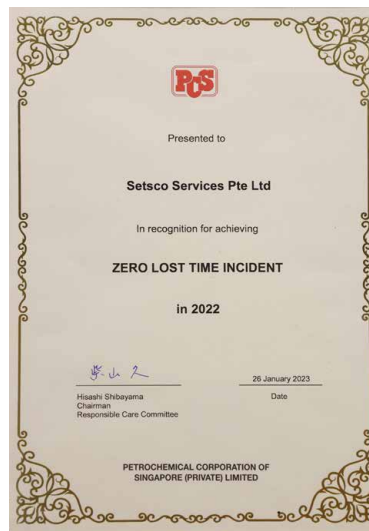 PCS
Presented to
Setsco Services Pte Ltd
In recognition for achieving
ZERO LOST TIME INCIDENT
in 2022
柴山久
26 January 2023
Hisashi Shibayama
Date
Chairman
Responsible Care Committee
PETROCHEMICAL CORPORATION OF
SINGAPORE (PRIVATE) LIMITED